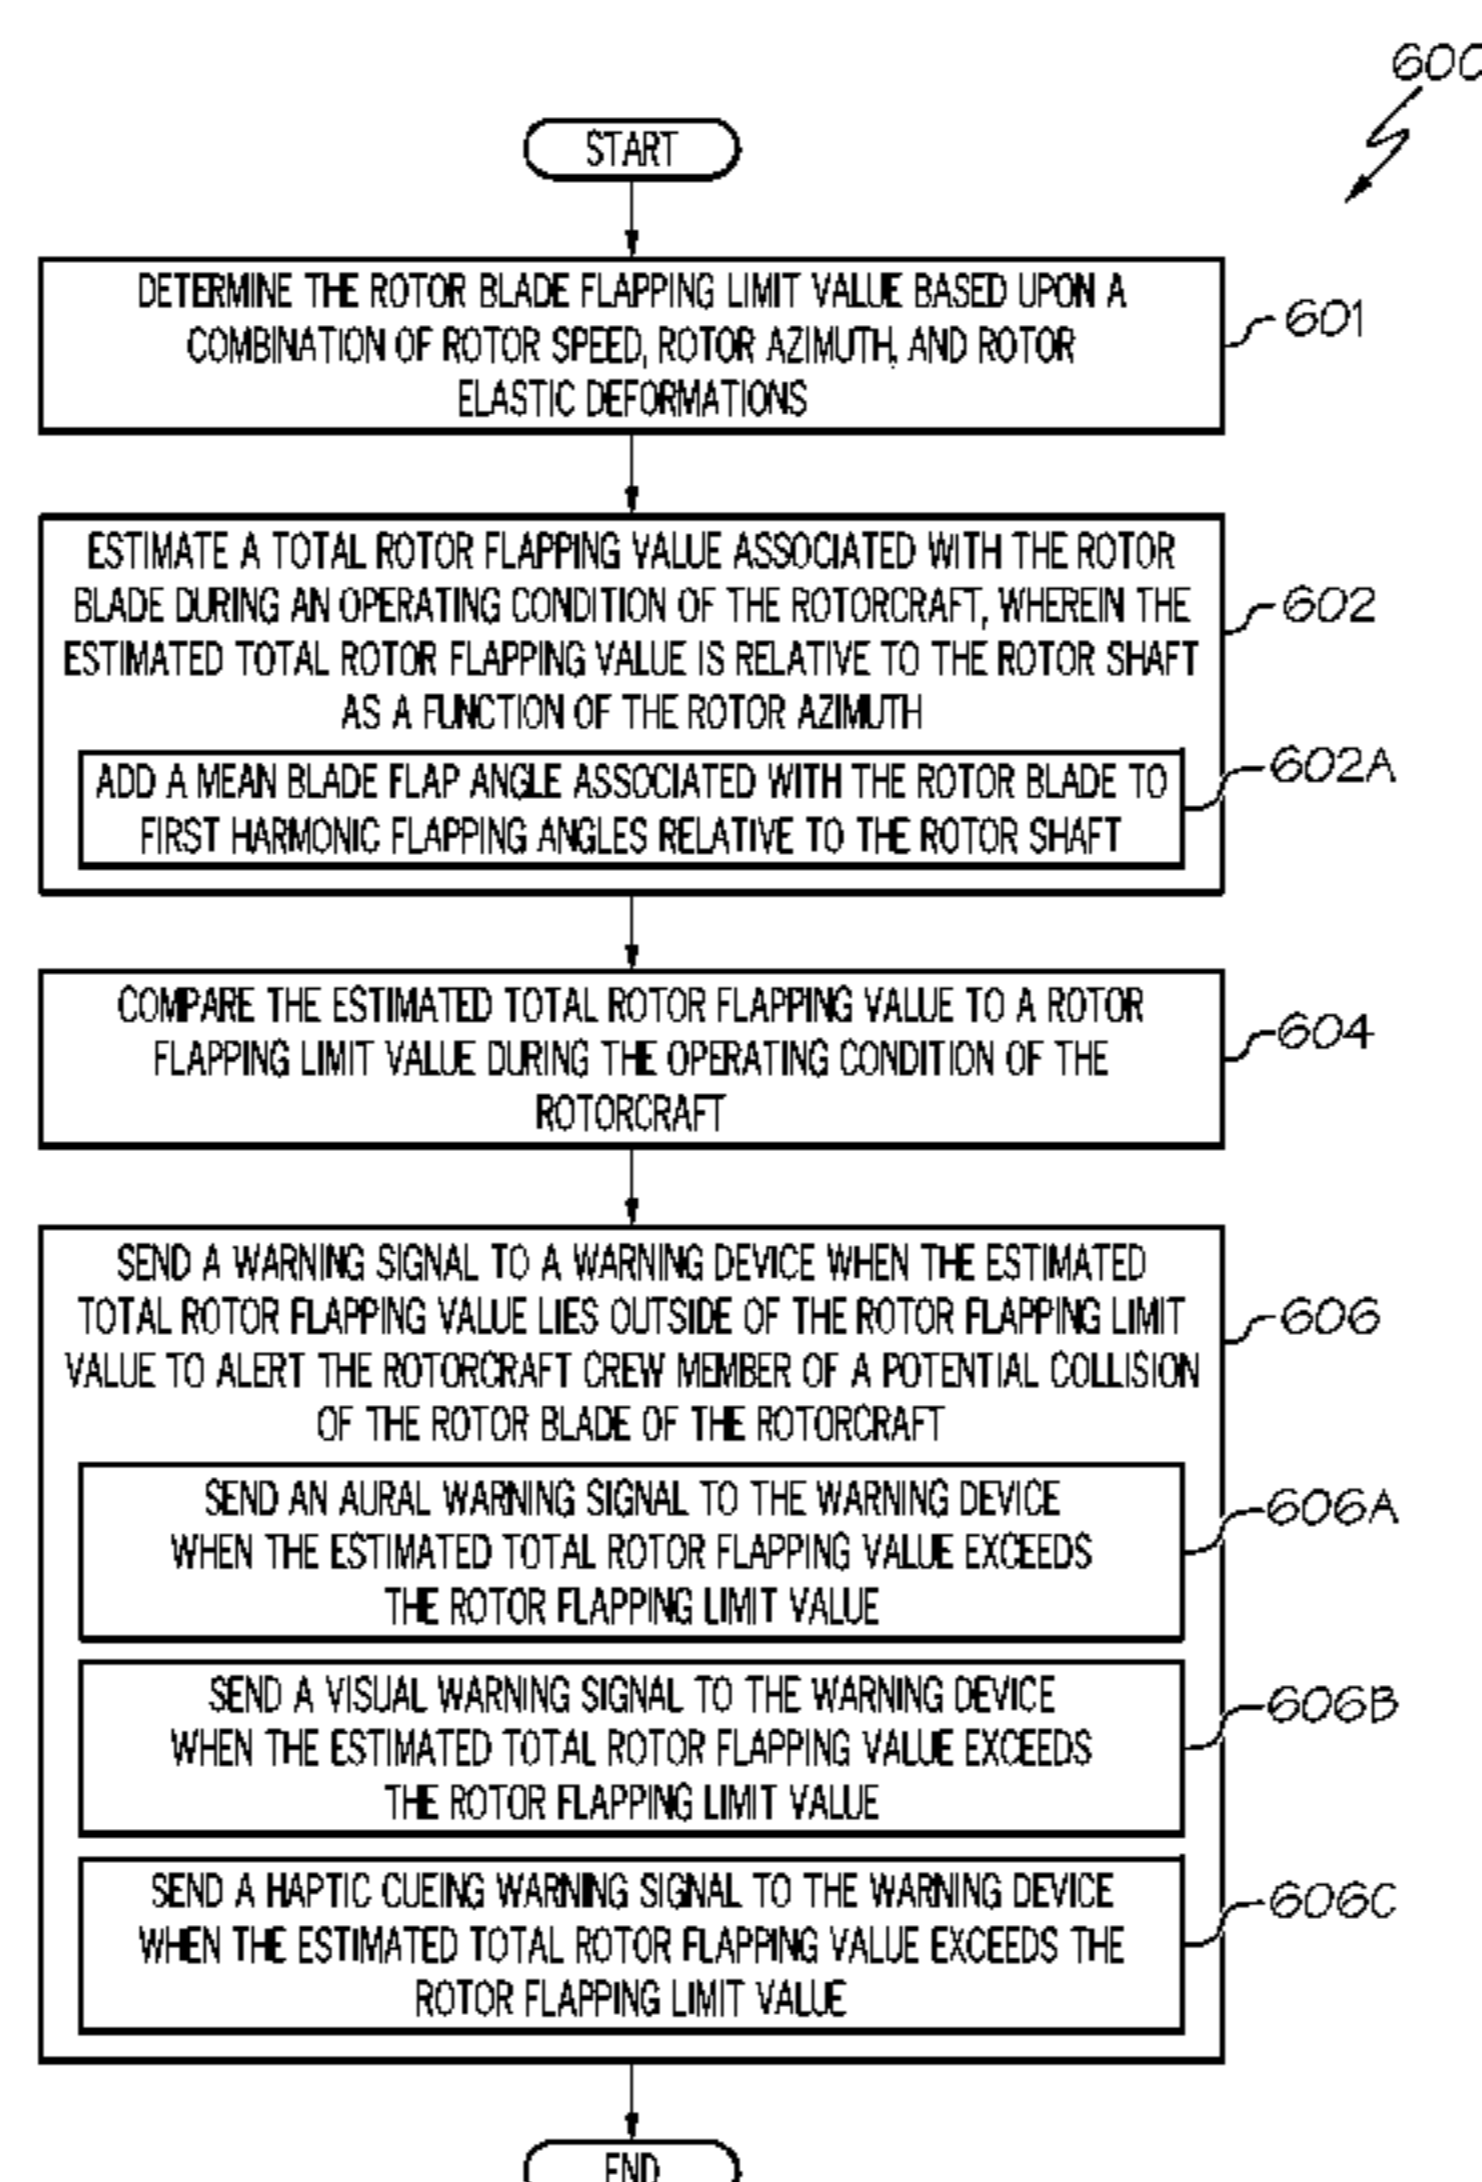 600
START
DETERMINE THE ROTOR BLADE FLAPPING LIMIT VALUE BASED UPON A
COMBINATION OF ROTOR SPEED, ROTOR AZIMUTH, AND ROTOR
ELASTIC DEFORMATIONS
601
ESTIMATE A TOTAL ROTOR FLAPPING VALUE ASSOCIATED WITH THE ROTOR
BLADE DURING AN OPERATING CONDITION OF THE ROTORCRAFT, WHEREIN THE
ESTIMATED TOTAL ROTOR FLAPPING VALUE IS RELATIVE TO THE ROTOR SHAFT
AS A FUNCTION OF THE ROTOR AZIMUTH
602
ADD A MEAN BLADE FLAP ANGLE ASSOCIATED WITH THE ROTOR BLADE TO
FIRST HARMONIC FLAPPING ANGLES RELATIVE TO THE ROTOR SHAFT
602A
COMPARE THE ESTIMATED TOTAL ROTOR FLAPPING VALUE TO A ROTOR
FLAPPING LIMIT VALUE DURING THE OPERATING CONDITION OF THE
ROTORCRAFT
604
SEND A WARNING SIGNAL TO A WARNING DEVICE WHEN THE ESTIMATED
TOTAL ROTOR FLAPPING VALUE LIES OUTSIDE OF THE ROTOR FLAPPING LIMIT
VALUE TO ALERT THE ROTORCRAFT CREW MEMBER OF A POTENTIAL COLLISION
OF THE ROTOR BLADE OF THE ROTORCRAFT
606
SEND AN AURAL WARNING SIGNAL TO THE WARNING DEVICE
WHEN THE ESTIMATED TOTAL ROTOR FLAPPING VALUE EXCEEDS
THE ROTOR FLAPPING LIMIT VALUE
606A
SEND A VISUAL WARNING SIGNAL TO THE WARNING DEVICE
WHEN THE ESTIMATED TOTAL ROTOR FLAPPING VALUE EXCEEDS
THE ROTOR FLAPPING LIMIT VALUE
606B
SEND A HAPTIC CUEING WARNING SIGNAL TO THE WARNING DEVICE
WHEN THE ESTIMATED TOTAL ROTOR FLAPPING VALUE EXCEEDS THE
ROTOR FLAPPING LIMIT VALUE
606C
END